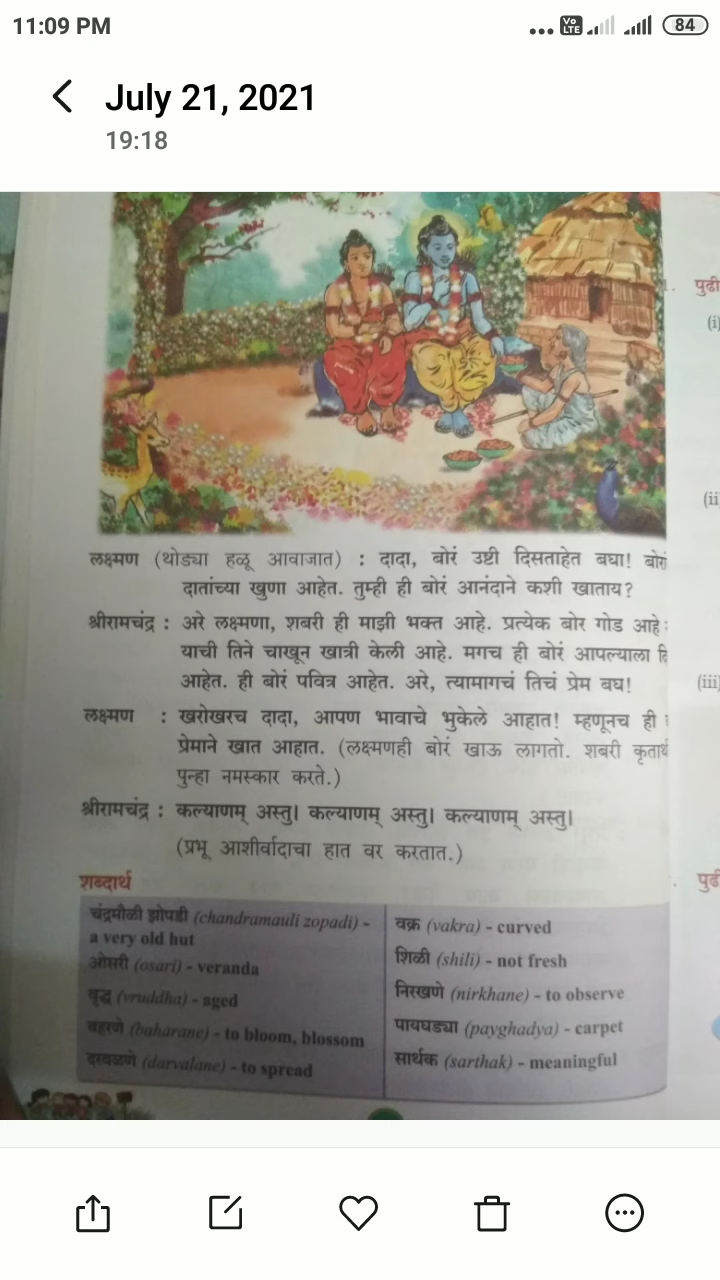 11:09 PM
Vo LTE 84
July 21, 2021
19:18
लक्ष्मण (थोड्या हळू आवाजात) : दादा, बोरं उष्टी दिसताहेत बघा! बोरां
दातांच्या खुणा आहेत. तुम्ही ही बोरं आनंदाने कशी खाताय?
श्रीरामचंद्र : अरे लक्ष्मणा, शबरी ही माझी भक्त आहे. प्रत्येक बोर गोड आहे
याची तिने चाखून खात्री केली आहे. मगच ही बोरं आपल्याला
आहेत. ही बोरं पवित्र आहेत. अरे, त्यामागचं तिचं प्रेम बघ!
लक्ष्मण : खरोखरच दादा, आपण भावाचे भुकेले आहात! म्हणूनच ही
प्रेमाने खात आहात. (लक्ष्मणही बोरं खाऊ लागतो. शबरी कृतार्थ
पुन्हा नमस्कार करते.)
श्रीरामचंद्र : कल्याणम् अस्तु। कल्याणम् अस्तु। कल्याणम् अस्तु।
(प्रभू आशीर्वादाचा हात वर करतात.)
शब्दार्थ
चंद्रमौळी झोपडी (chandramauli zopadi) -
a very old hut
ओसरी (osari) - veranda
वृद्ध (vruddha) - aged
बहरणे (baharane) - to bloom, blossom
दरवळणे (darvalane) - to spread
वक्र (vakra) - curved
शिळी (shili) - not fresh
निरखणे (nirkhane) - to observe
पायघड्या (payghadya) - carpet
सार्थक (sarthak) - meaningful
पुढी
(i)
(ii
(iii)